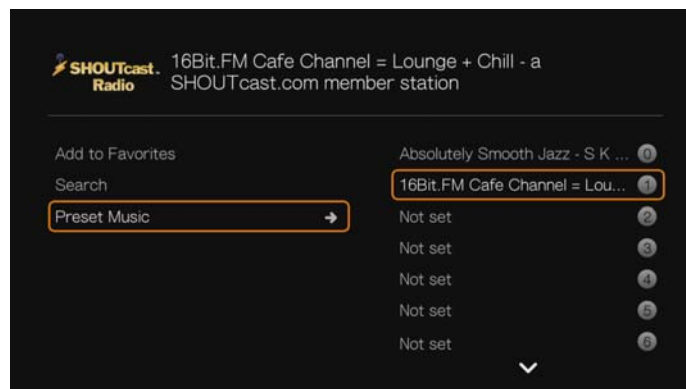 SHOUTcast.
Radio
16Bit.FM Cafe Channel = Lounge + Chill - a
SHOUTcast.com member station
Add to Favorites
Search
Preset Music
Absolutely Smooth Jazz - S K ... 0
16Bit.FM Cafe Channel = Lou... 1
Not set 2
Not set 3
Not set 4
Not set 5
Not set 6